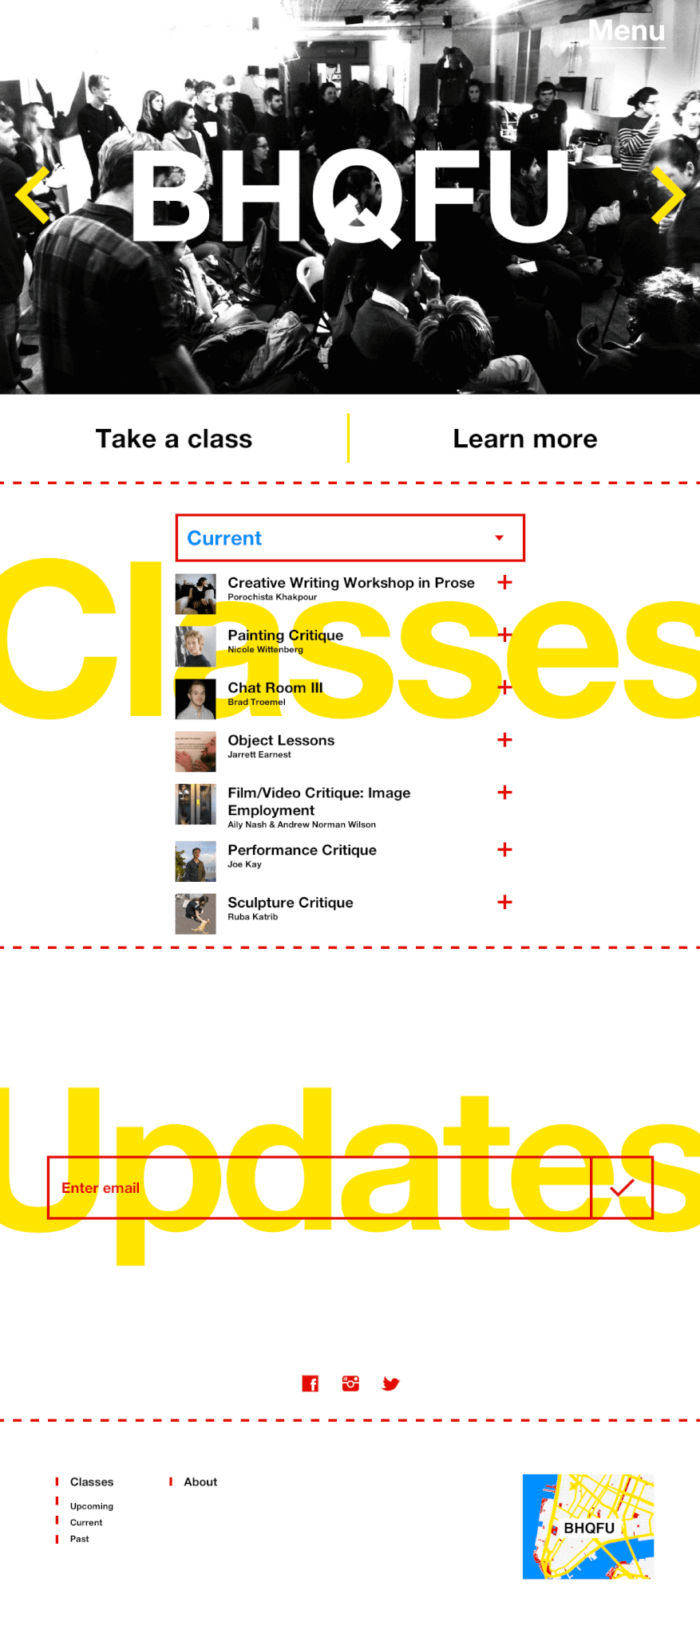 Menu
BHQFU
Take a class
Learn more
Classes
Current
Creative Writing Workshop in Prose
Porochista Khakpour
Painting Critique
Nicole Wittenberg
Chat Room III
Brad Troemel
Object Lessons
Jarrett Earnest
Film/Video Critique: Image
Employment
Aily Nash & Andrew Norman Wilson
Performance Critique
Joe Kay
Sculpture Critique
Ruba Katrib
Updates
Enter email
Classes
Upcoming
Current
Past
About
BHQFU